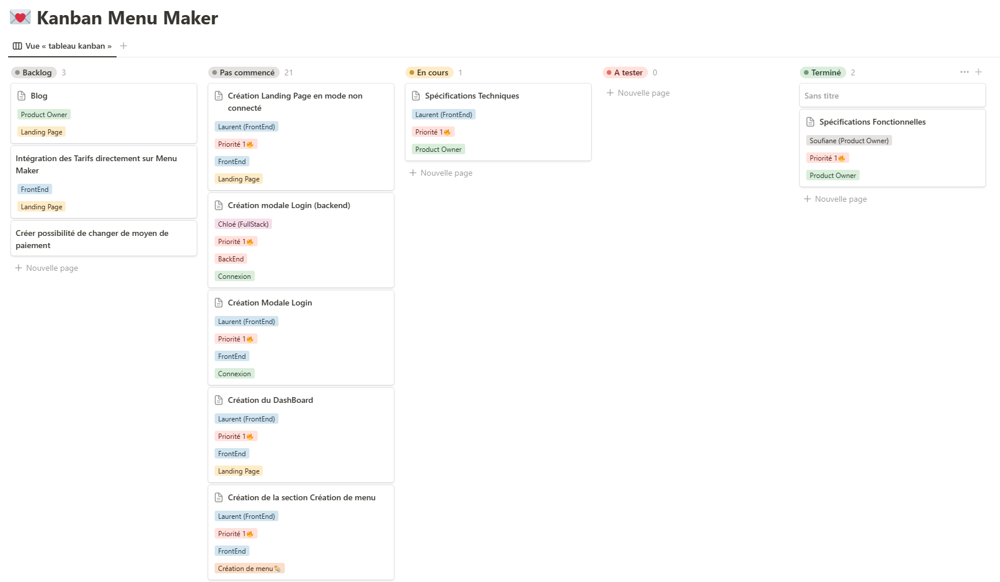 Kanban Menu Maker
Vue « tableau kanban »
Backlog 3
Blog
Product Owner
Landing Page
Intégration des Tarifs directement sur Menu
Maker
FrontEnd
Landing Page
Créer possibilité de changer de moyen de
paiement
Nouvelle page
Pas commencé 21
Création Landing Page en mode non
connecté
Laurent (FrontEnd)
Priorité 1🔥
FrontEnd
Landing Page
Création modale Login (backend)
Chloé (FullStack)
Priorité 1🔥
BackEnd
Connexion
Création Modale Login
Laurent (FrontEnd)
Priorité 1🔥
FrontEnd
Connexion
Création du DashBoard
Laurent (FrontEnd)
Priorité 1🔥
FrontEnd
Landing Page
Création de la section Création de menu
Laurent (FrontEnd)
Priorité 1🔥
FrontEnd
Création de menu
En cours 1
Spécifications Techniques
Laurent (FrontEnd)
Priorité 1🔥
Product Owner
Nouvelle page
A tester 0
Nouvelle page
Terminé 2
Sans titre
Spécifications Fonctionnelles
Soufiane (Product Owner)
Priorité 1🔥
Product Owner
Nouvelle page